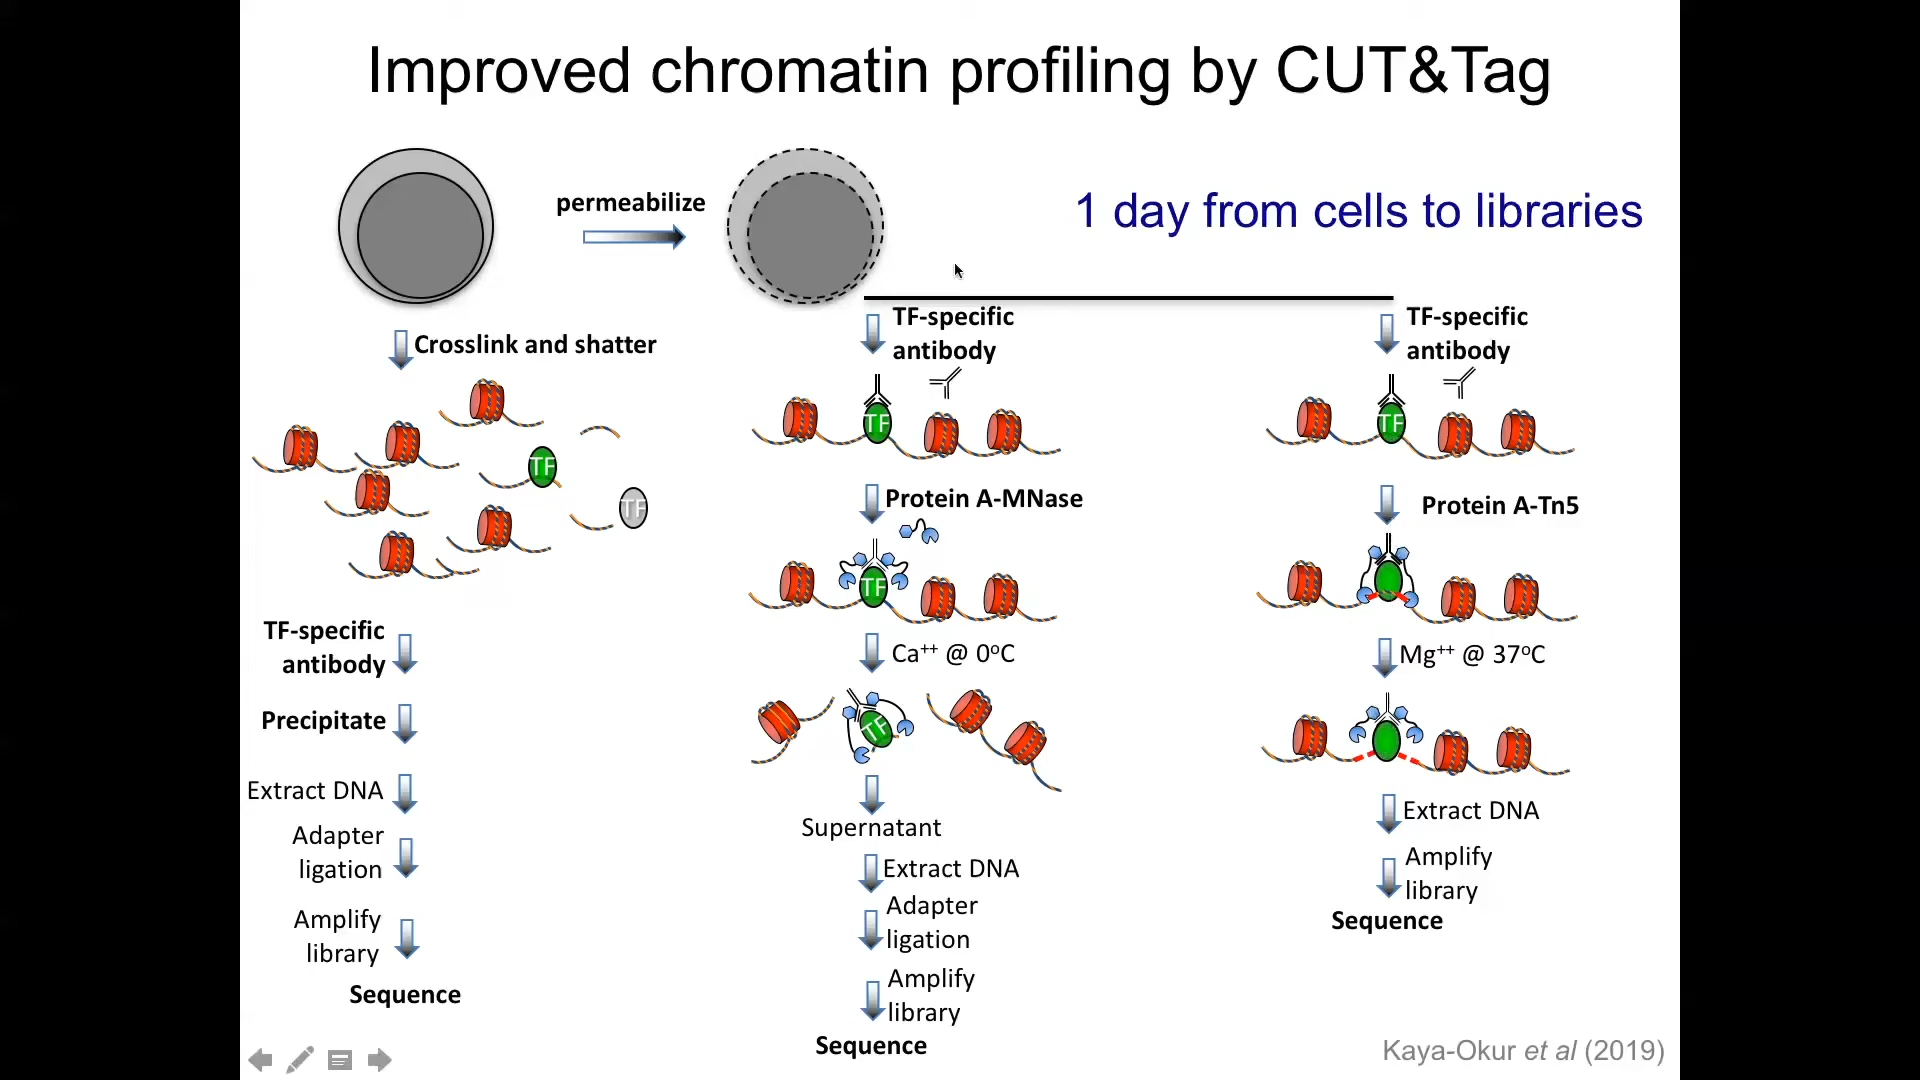 Improved chromatin profiling by CUT&Tag
permeabilize
1 day from cells to libraries
Crosslink and shatter
TF
TF
TF-specific
antibody
Precipitate
Extract DNA
Adapter
ligation
Amplify
library
Sequence
TF-specific
antibody
TF
Protein A-MNase
TF
Ca⁺⁺ @ 0ºC
TF
Supernatant
Extract DNA
Adapter
ligation
Amplify
library
Sequence
TF-specific
antibody
TF
Protein A-Tn5
Mg⁺⁺ @ 37ºC
Extract DNA
Amplify
library
Sequence
Kaya-Okur et al (2019)